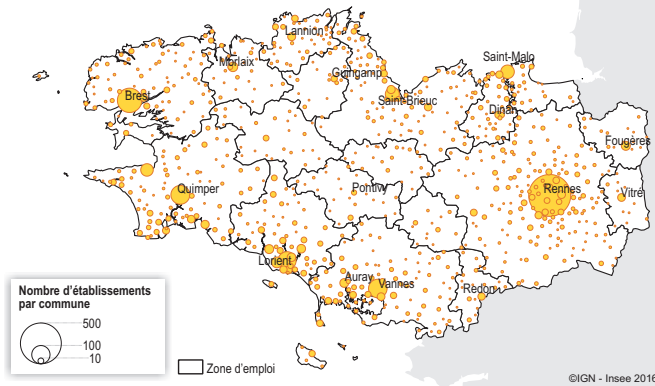 Lannion
Morlaix
Saint-Malo
Guingamp
Brest
Saint-Brieuc
Dinan
Fougères
Quimper
Pontivy
Rennes
Vitré
Lorient
Auray
Vannes
Redon
Nombre d'établissements
par commune
500
100
10
Zone d'emploi
©IGN - Insee 2016